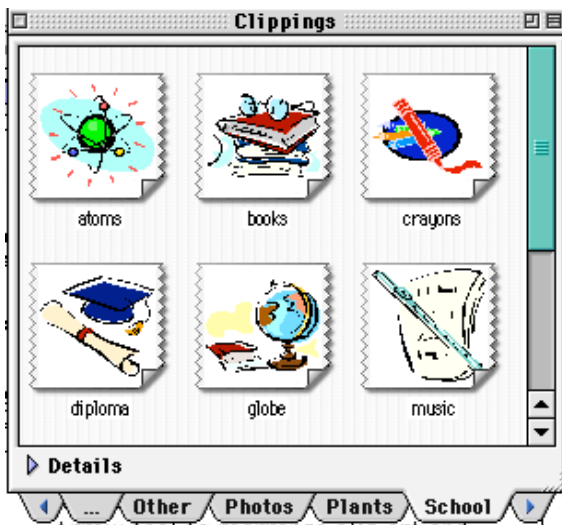 Clippings
atoms books crayons
diploma globe music
Details
... Other Photos Plants School